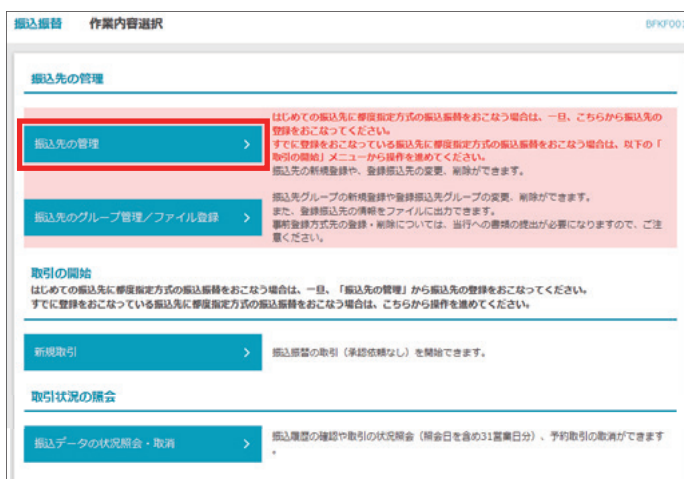 振込振替 作業内容選択 BFKF001
振込先の管理
振込先の管理
はじめての振込先に都度指定方式の振込振替をおこなう場合は、一旦、こちらから振込先の
登録をおこなってください。
すでに登録をおこなっている振込先に都度指定方式の振込振替をおこなう場合は、以下の「
取引の開始」メニューから操作を進めてください。
振込先の新規登録や、登録振込先の変更、削除ができます。
振込先のグループ管理/ファイル登録
振込先グループの新規登録や登録振込先グループの変更、削除ができます。
また、登録振込先の情報をファイルに出力できます。
事前登録方式先の登録・削除については、当行への書類の提出が必要になりますので、ご注
意ください。
取引の開始
はじめての振込先に都度指定方式の振込振替をおこなう場合は、一旦、「振込先の管理」から振込先の登録をおこなってください。
すでに登録をおこなっている振込先に都度指定方式の振込振替をおこなう場合は、こちらから操作を進めてください。
新規取引
振込振替の取引（承認依頼なし）を開始できます。
取引状況の照会
振込データの状況照会・取消
振込履歴の確認や取引の状況照会（照会日を含め31営業日分）、予約取引の取消ができます
。